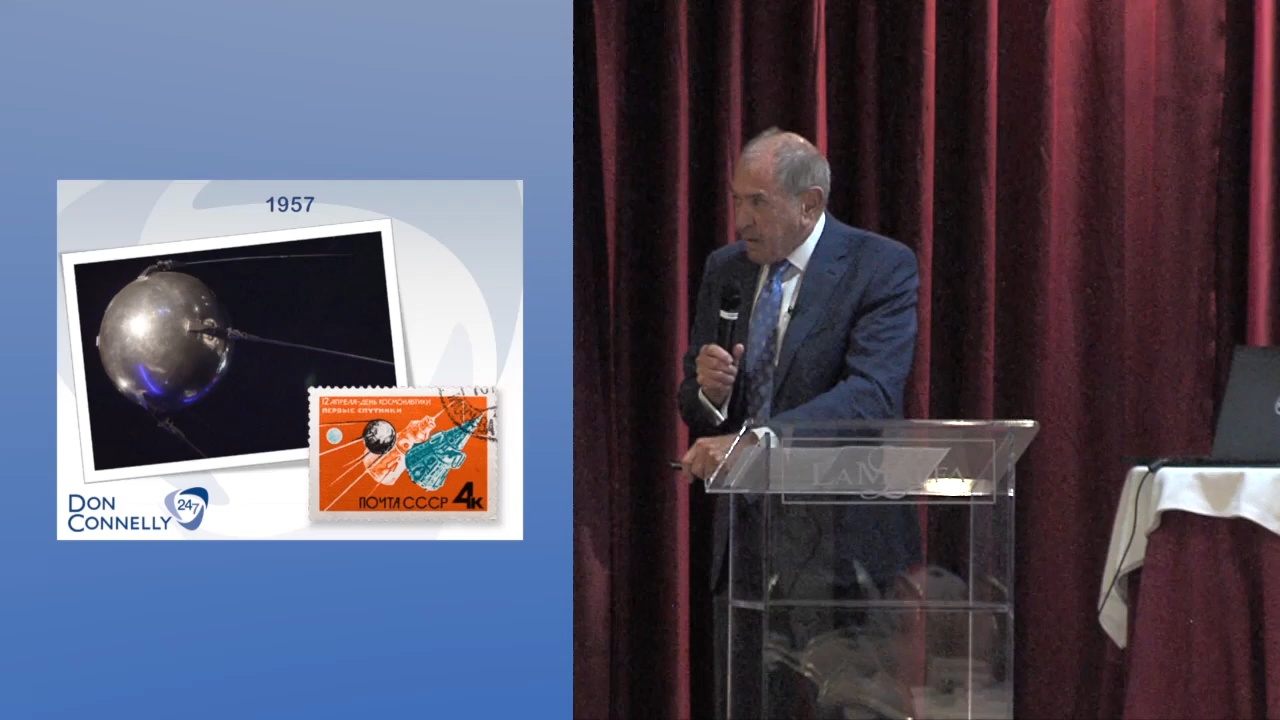 1957
12 АПРЕЛЯ-ДЕНЬ КОСМОНАВТИКИ
ПЕРВЫЕ СПУТНИКИ
ПОЧТА СССР 4К
DON
CONNELLY 24/7